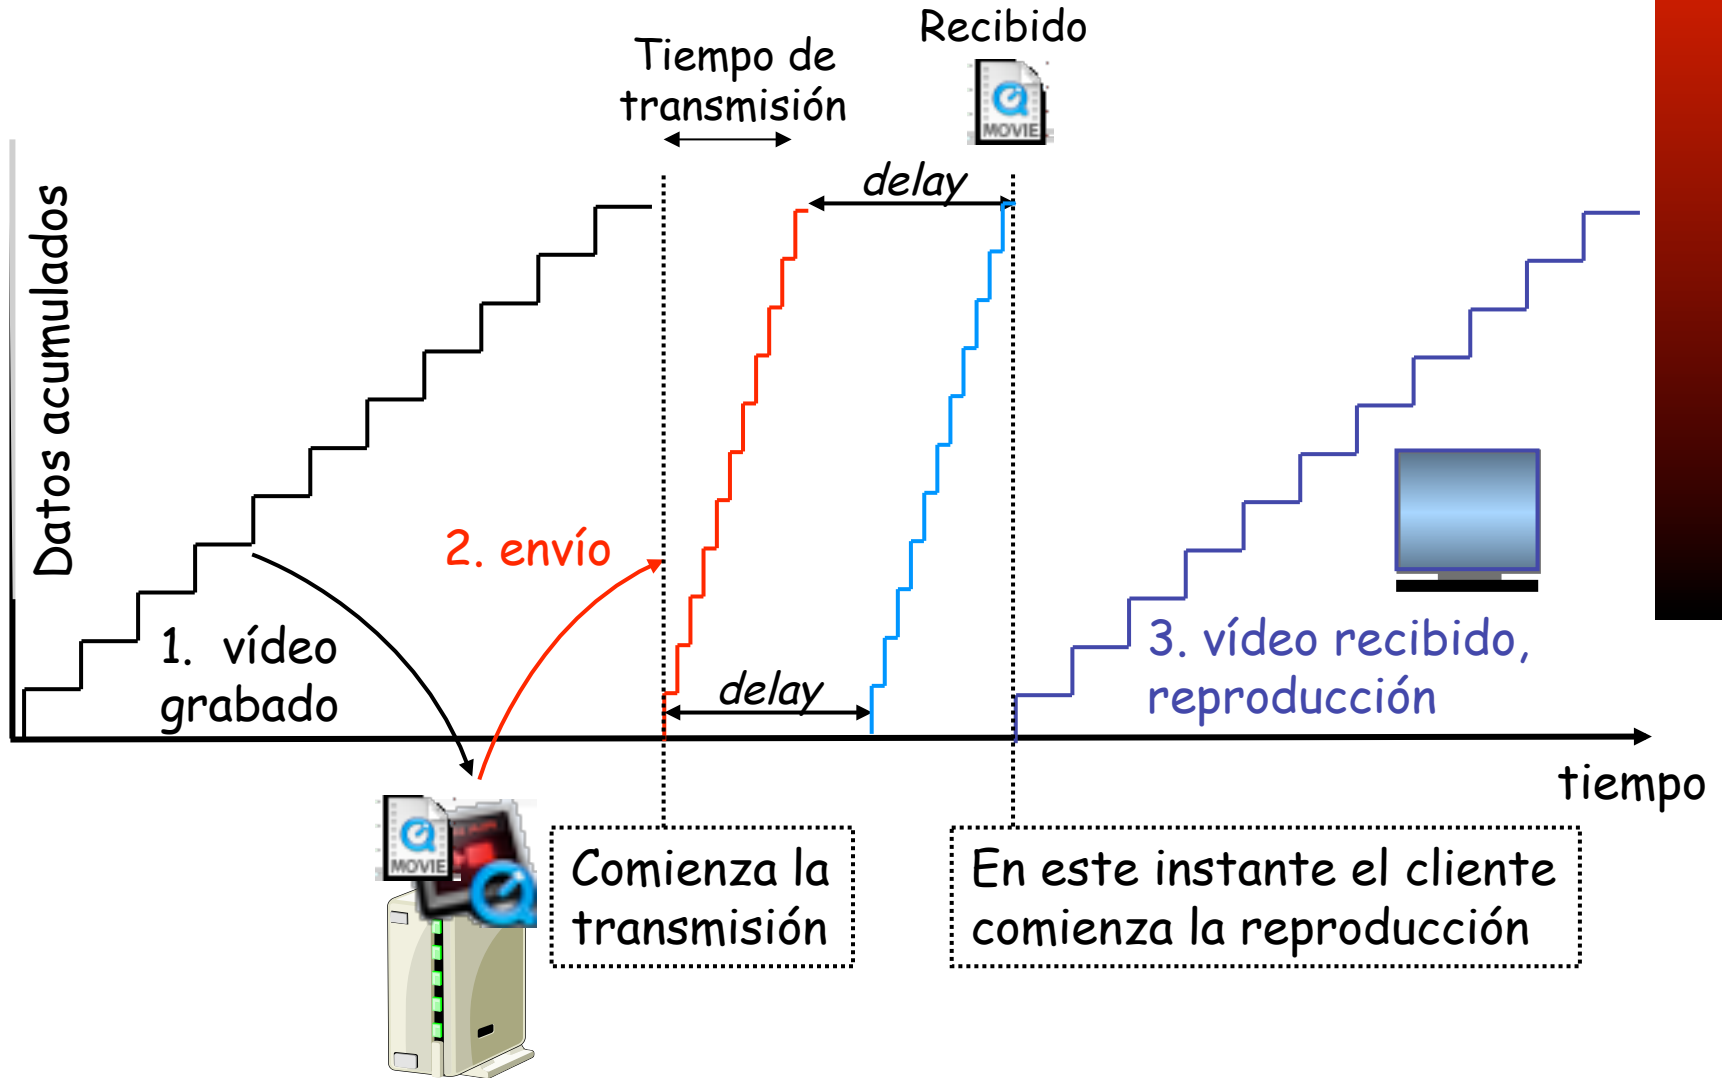 Recibido
Tiempo de
transmisión
MOVIE
delay
Datos acumulados
2. envío
1. vídeo
grabado
delay
3. vídeo recibido,
reproducción
tiempo
MOVIE
Comienza la
transmisión
En este instante el cliente
comienza la reproducción